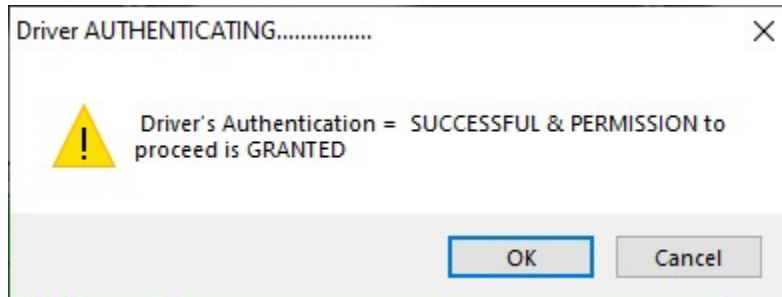 Driver AUTHENTICATING................
Driver's Authentication =  SUCCESSFUL & PERMISSION to
proceed is GRANTED
OK
Cancel